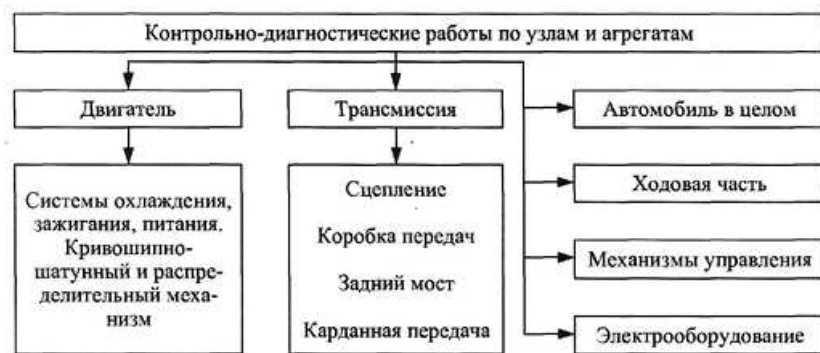 Контрольно-диагностические работы по узлам и агрегатам
Двигатель
Трансмиссия
Автомобиль в целом
Системы охлаждения,
зажигания, питания.
Кривошипно-
шатунный и распре-
делительный меха-
низм
Сцепление
Коробка передач
Задний мост
Карданная передача
Ходовая часть
Механизмы управления
Электрооборудование